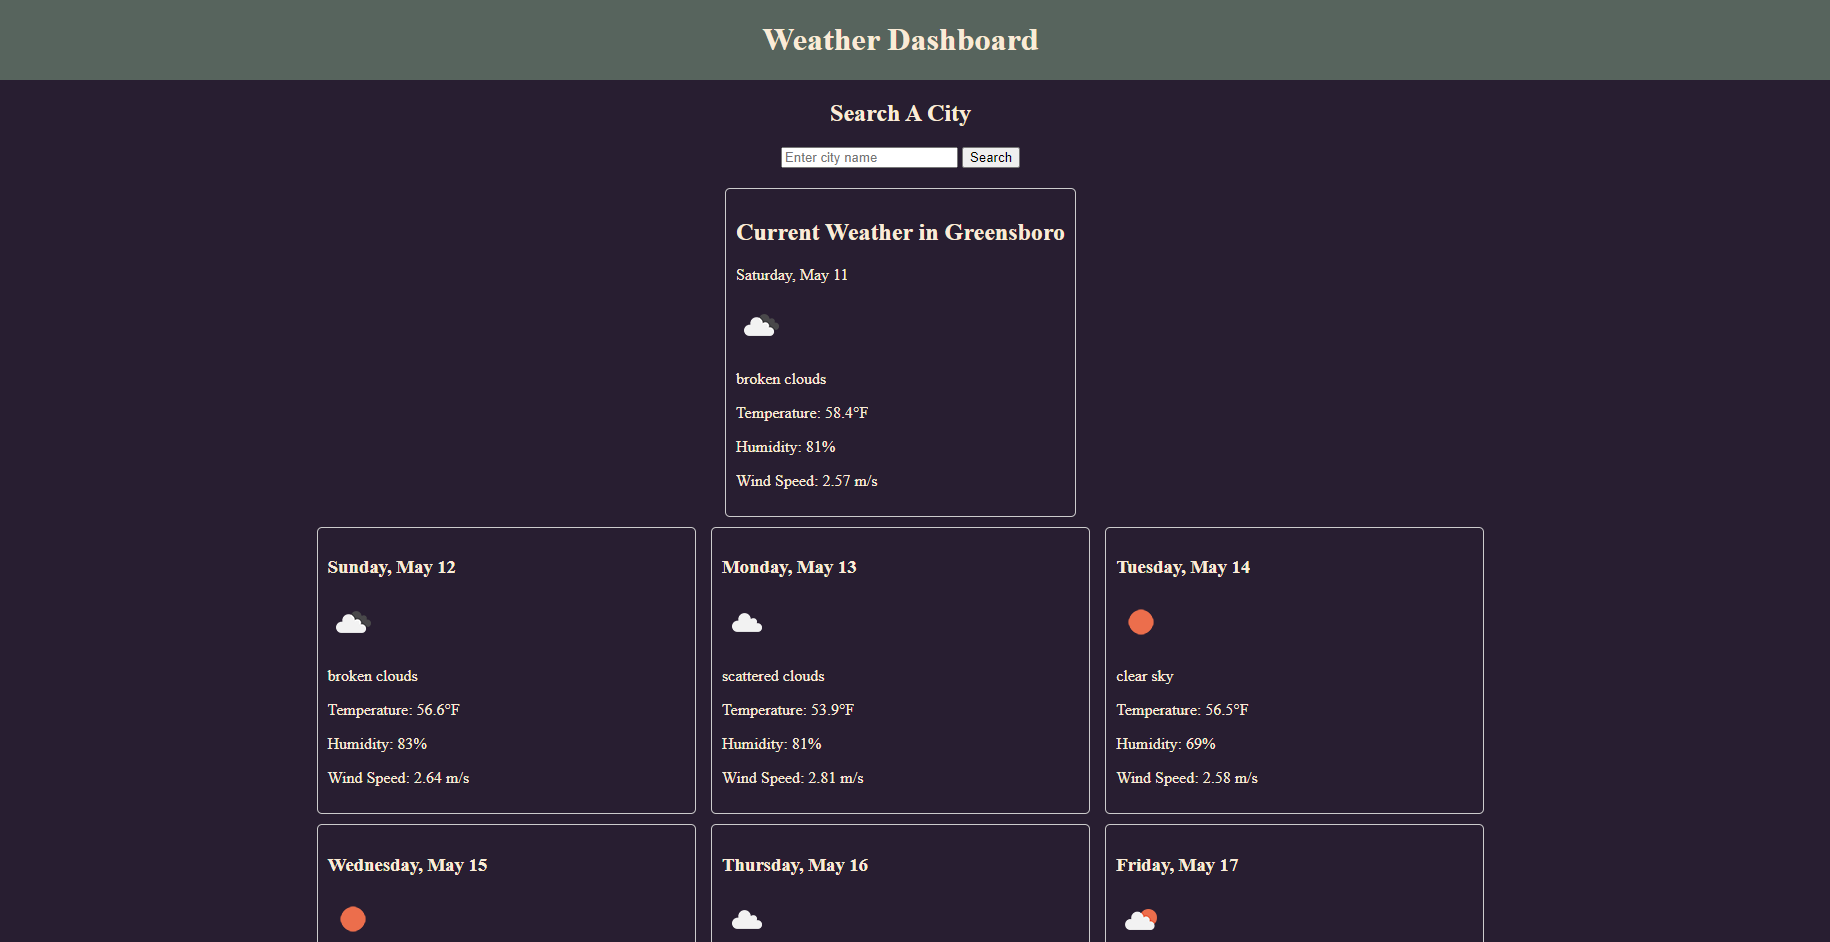 Weather Dashboard
Search A City
Enter city name
Search
Current Weather in Greensboro
Saturday, May 11
broken clouds
Temperature: 58.4°F
Humidity: 81%
Wind Speed: 2.57 m/s
Sunday, May 12
broken clouds
Temperature: 56.6°F
Humidity: 83%
Wind Speed: 2.64 m/s
Monday, May 13
scattered clouds
Temperature: 53.9°F
Humidity: 81%
Wind Speed: 2.81 m/s
Tuesday, May 14
clear sky
Temperature: 56.5°F
Humidity: 69%
Wind Speed: 2.58 m/s
Wednesday, May 15
Thursday, May 16
Friday, May 17